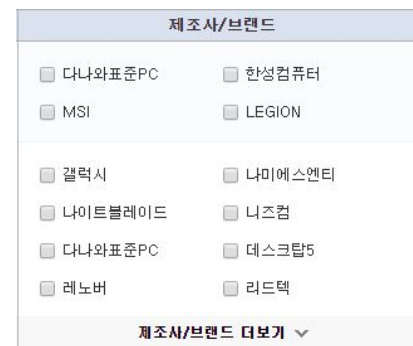 제조사/브랜드
다나와표준PC 한성컴퓨터
MSI LEGION
갤럭시 나미에스엔티
나이트블레이드 니즈컴
다나와표준PC 데스크탑5
레노버 리드텍
제조사/브랜드 더보기